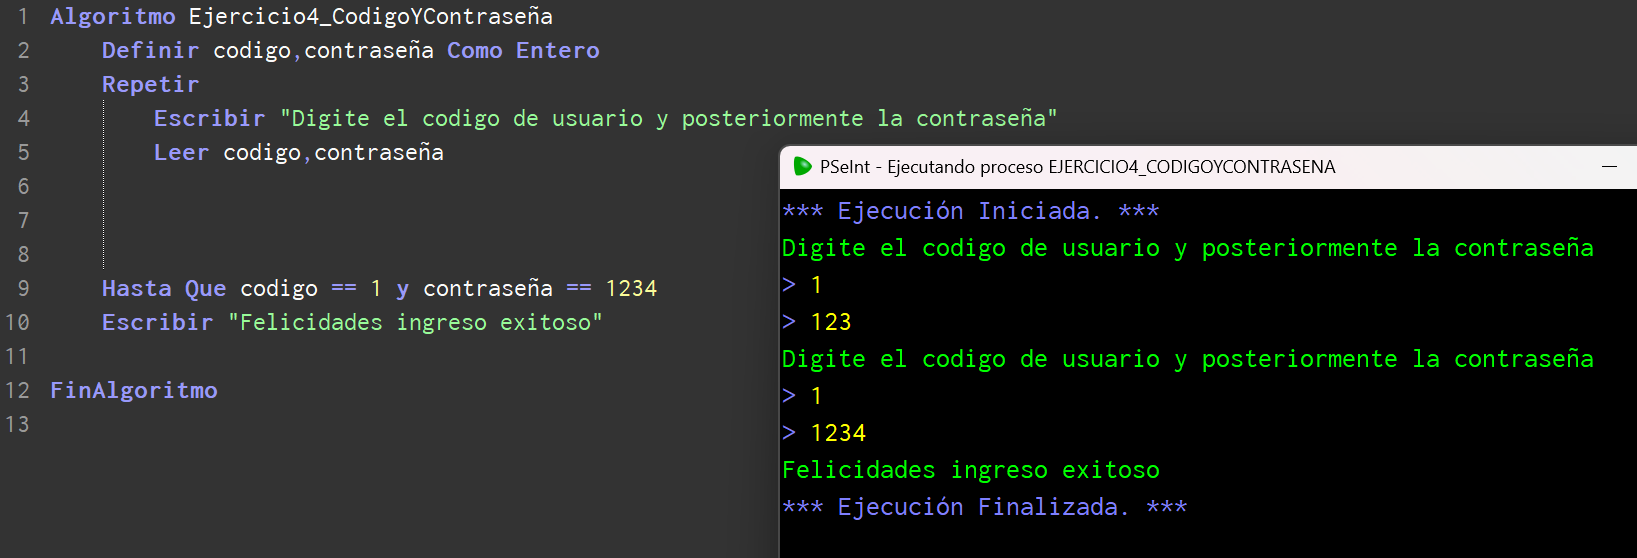 1 Algoritmo Ejercicio4_CodigoYContraseña
2 Definir codigo,contraseña Como Entero
3 Repetir
4 Escribir "Digite el codigo de usuario y posteriormente la contraseña"
5 Leer codigo,contraseña
6
7
8
9 Hasta Que codigo == 1 y contraseña == 1234
10 Escribir "Felicidades ingreso exitoso"
11
12 FinAlgoritmo
13
PSeInt - Ejecutando proceso EJERCICIO4_CODIGOYCONTRASENA
*** Ejecución Iniciada. ***
Digite el codigo de usuario y posteriormente la contraseña
> 1
> 123
Digite el codigo de usuario y posteriormente la contraseña
> 1
> 1234
Felicidades ingreso exitoso
*** Ejecución Finalizada. ***